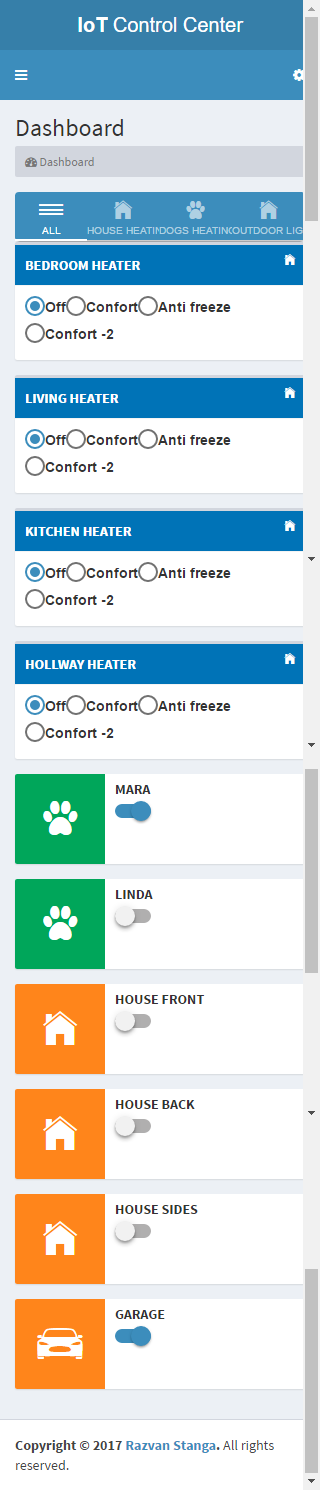 IoT Control Center
Dashboard
Dashboard
ALL
HOUSE HEATIN
DOGS HEATIN
OUTDOOR LIG
BEDROOM HEATER
Off Confort Anti freeze
Confort -2
LIVING HEATER
Off Confort Anti freeze
Confort -2
KITCHEN HEATER
Off Confort Anti freeze
Confort -2
HOLLWAY HEATER
Off Confort Anti freeze
Confort -2
MARA
LINDA
HOUSE FRONT
HOUSE BACK
HOUSE SIDES
GARAGE
Copyright © 2017 Razvan Stanga. All rights
reserved.